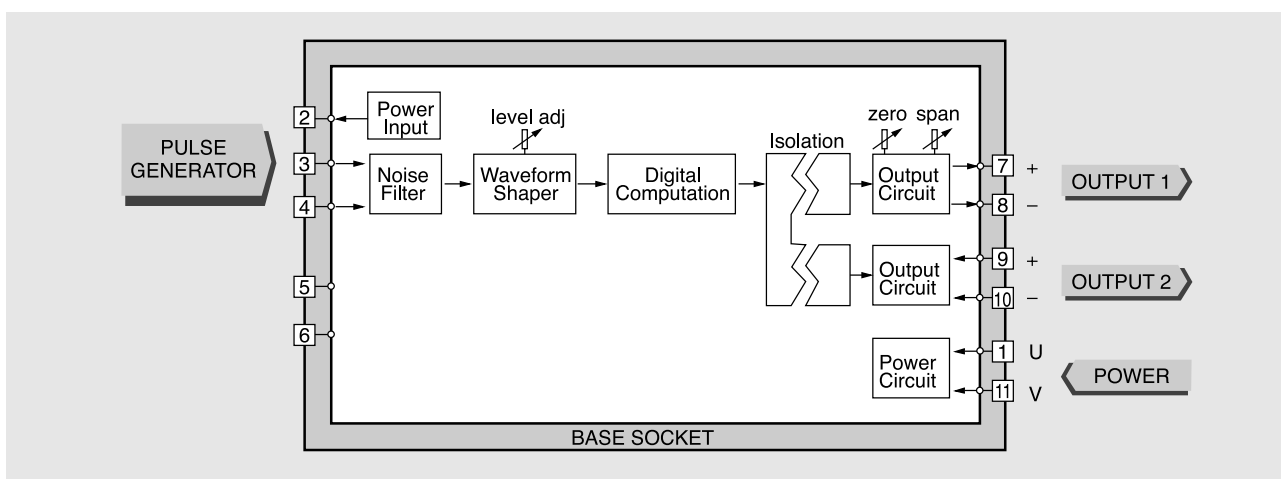 PULSE
GENERATOR
2
3
4
5
6
Power
Input
Noise
Filter
level adj
Waveform
Shaper
Digital
Computation
Isolation
zero span
Output
Circuit
Output
Circuit
Power
Circuit
7 +
8 −
9 +
10 −
1 U
11 V
OUTPUT 1
OUTPUT 2
POWER
BASE SOCKET